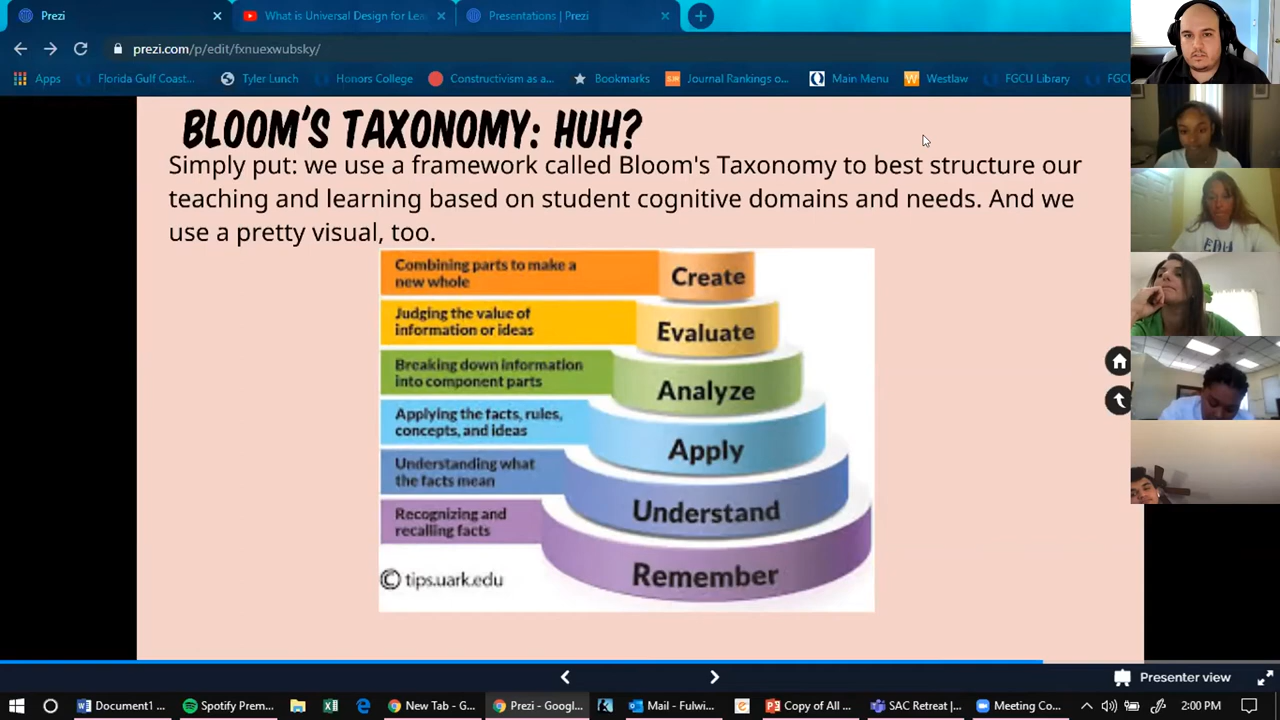 Prezi
What is Universal Design for Lea
Presentations | Prezi
prezi.com/p/edit/fxnuexwubsky/
Apps
Florida Gulf Coast...
Tyler Lunch
Honors College
Constructivism as a...
Bookmarks
Journal Rankings o...
Main Menu
Westlaw
FGCU Library
FGCU
BLOOM'S TAXONOMY: HUH?
Simply put: we use a framework called Bloom's Taxonomy to best structure our
teaching and learning based on student cognitive domains and needs. And we
use a pretty visual, too.
Combining parts to make a
new whole
Create
Judging the value of
information or ideas
Evaluate
Breaking down information
into component parts
Analyze
Applying the facts, rules,
concepts, and ideas
Apply
Understanding what
the facts mean
Understand
Recognizing and
recalling facts
Remember
© tips.uark.edu
Presenter view
Document1 ...
Spotify Prem...
New Tab - G...
Prezi - Googl...
Mail - Fulwi...
Copy of All ...
SAC Retreat |...
Meeting Co...
2:00 PM